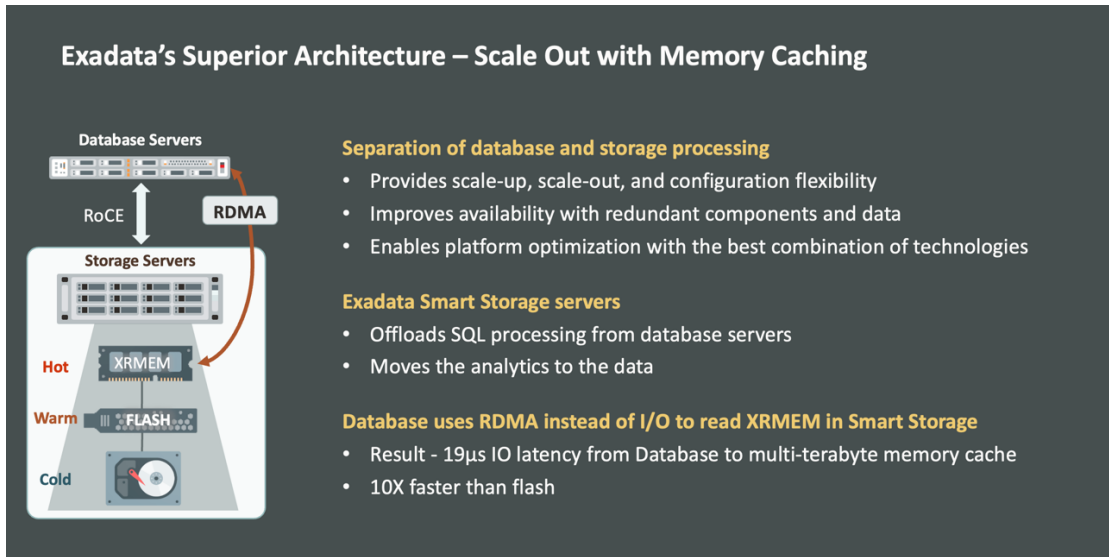 Exadata's Superior Architecture – Scale Out with Memory Caching
Database Servers
RoCE
RDMA
Storage Servers
Hot
XRMEM
Warm
FLASH
Cold
Separation of database and storage processing
• Provides scale-up, scale-out, and configuration flexibility
• Improves availability with redundant components and data
• Enables platform optimization with the best combination of technologies
Exadata Smart Storage servers
• Offloads SQL processing from database servers
• Moves the analytics to the data
Database uses RDMA instead of I/O to read XRMEM in Smart Storage
• Result - 19µs IO latency from Database to multi-terabyte memory cache
• 10X faster than flash